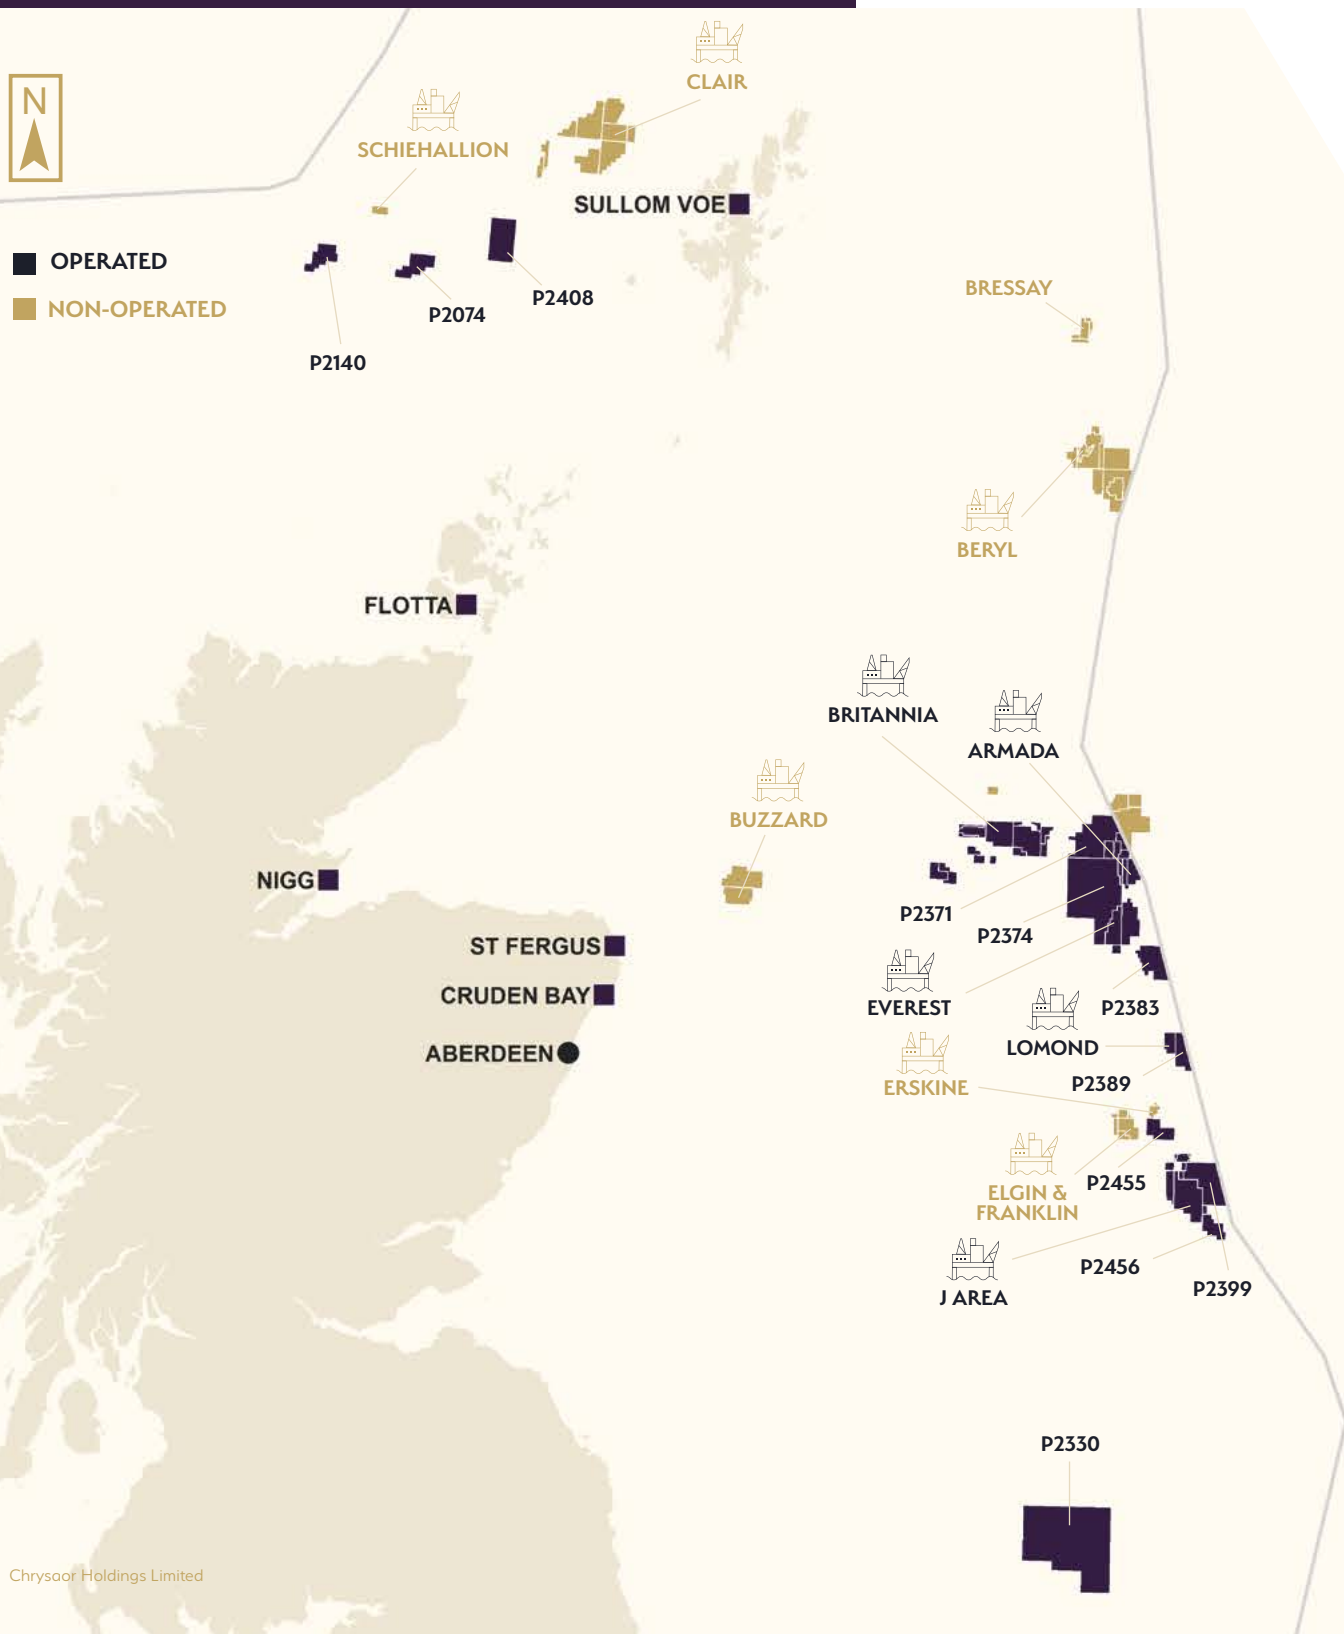 CLAIR
N
SCHIEHALLION
SULLOM VOE
OPERATED
NON-OPERATED
P2408
P2074
P2140
BRESSAY
BERYL
FLOTTA
BRITANNIA
ARMADA
BUZZARD
NIGG
P2371
P2374
ST FERGUS
CRUDEN BAY
EVEREST
P2383
ABERDEEN
LOMOND
P2389
ERSKINE
P2455
ELGIN &
FRANKLIN
P2456
P2399
J AREA
P2330
Chrysaor Holdings Limited